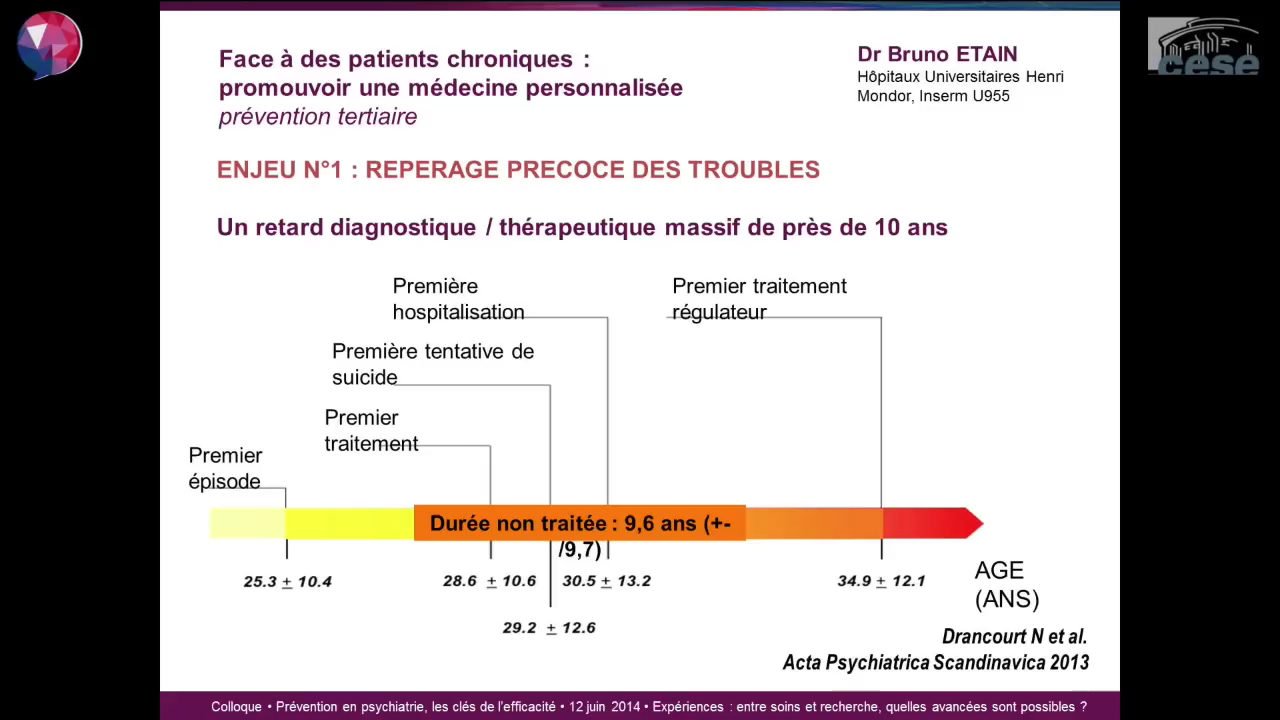 Face à des patients chroniques :
promouvoir une médecine personnalisée
prévention tertiaire
Dr Bruno ETAIN
Hôpitaux Universitaires Henri
Mondor, Inserm U955
cese
ENJEU N°1 : REPERAGE PRECOCE DES TROUBLES
Un retard diagnostique / thérapeutique massif de près de 10 ans
Première
hospitalisation
Premier traitement
régulateur
Première tentative de
suicide
Premier
traitement
Premier
épisode
Durée non traitée : 9,6 ans (+-
/9,7)
25.3 ± 10.4
28.6 ± 10.6
30.5 ± 13.2
34.9 ± 12.1
29.2 ± 12.6
AGE
(ANS)
Drancourt N et al.
Acta Psychiatrica Scandinavica 2013
Colloque • Prévention en psychiatrie, les clés de l'efficacité • 12 juin 2014 • Expériences : entre soins et recherche, quelles avancées sont possibles ?